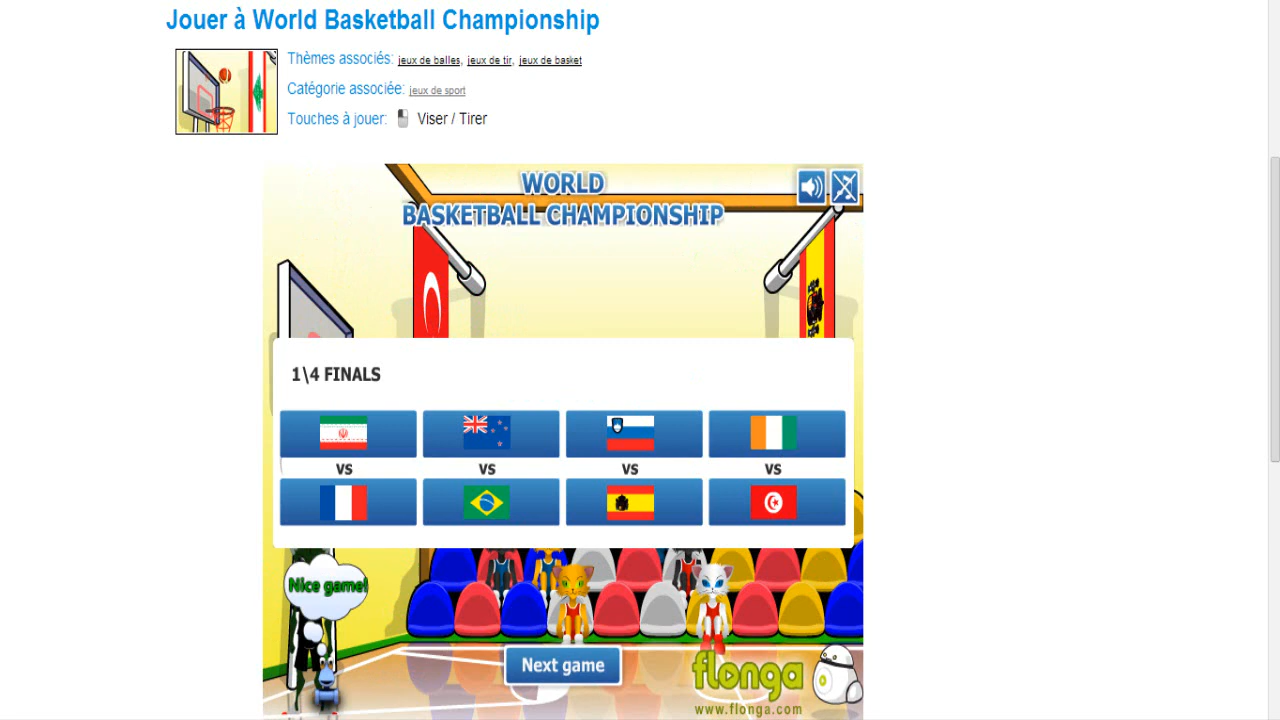 Jouer à World Basketball Championship
Thèmes associés: jeux de balles, jeux de tir, jeux de basket
Catégorie associée: jeux de sport
Touches à jouer: Viser / Tirer
WORLD
BASKETBALL CHAMPIONSHIP
1\4 FINALS
VS VS VS VS
Nice game!
Next game
flonga
www.flonga.com